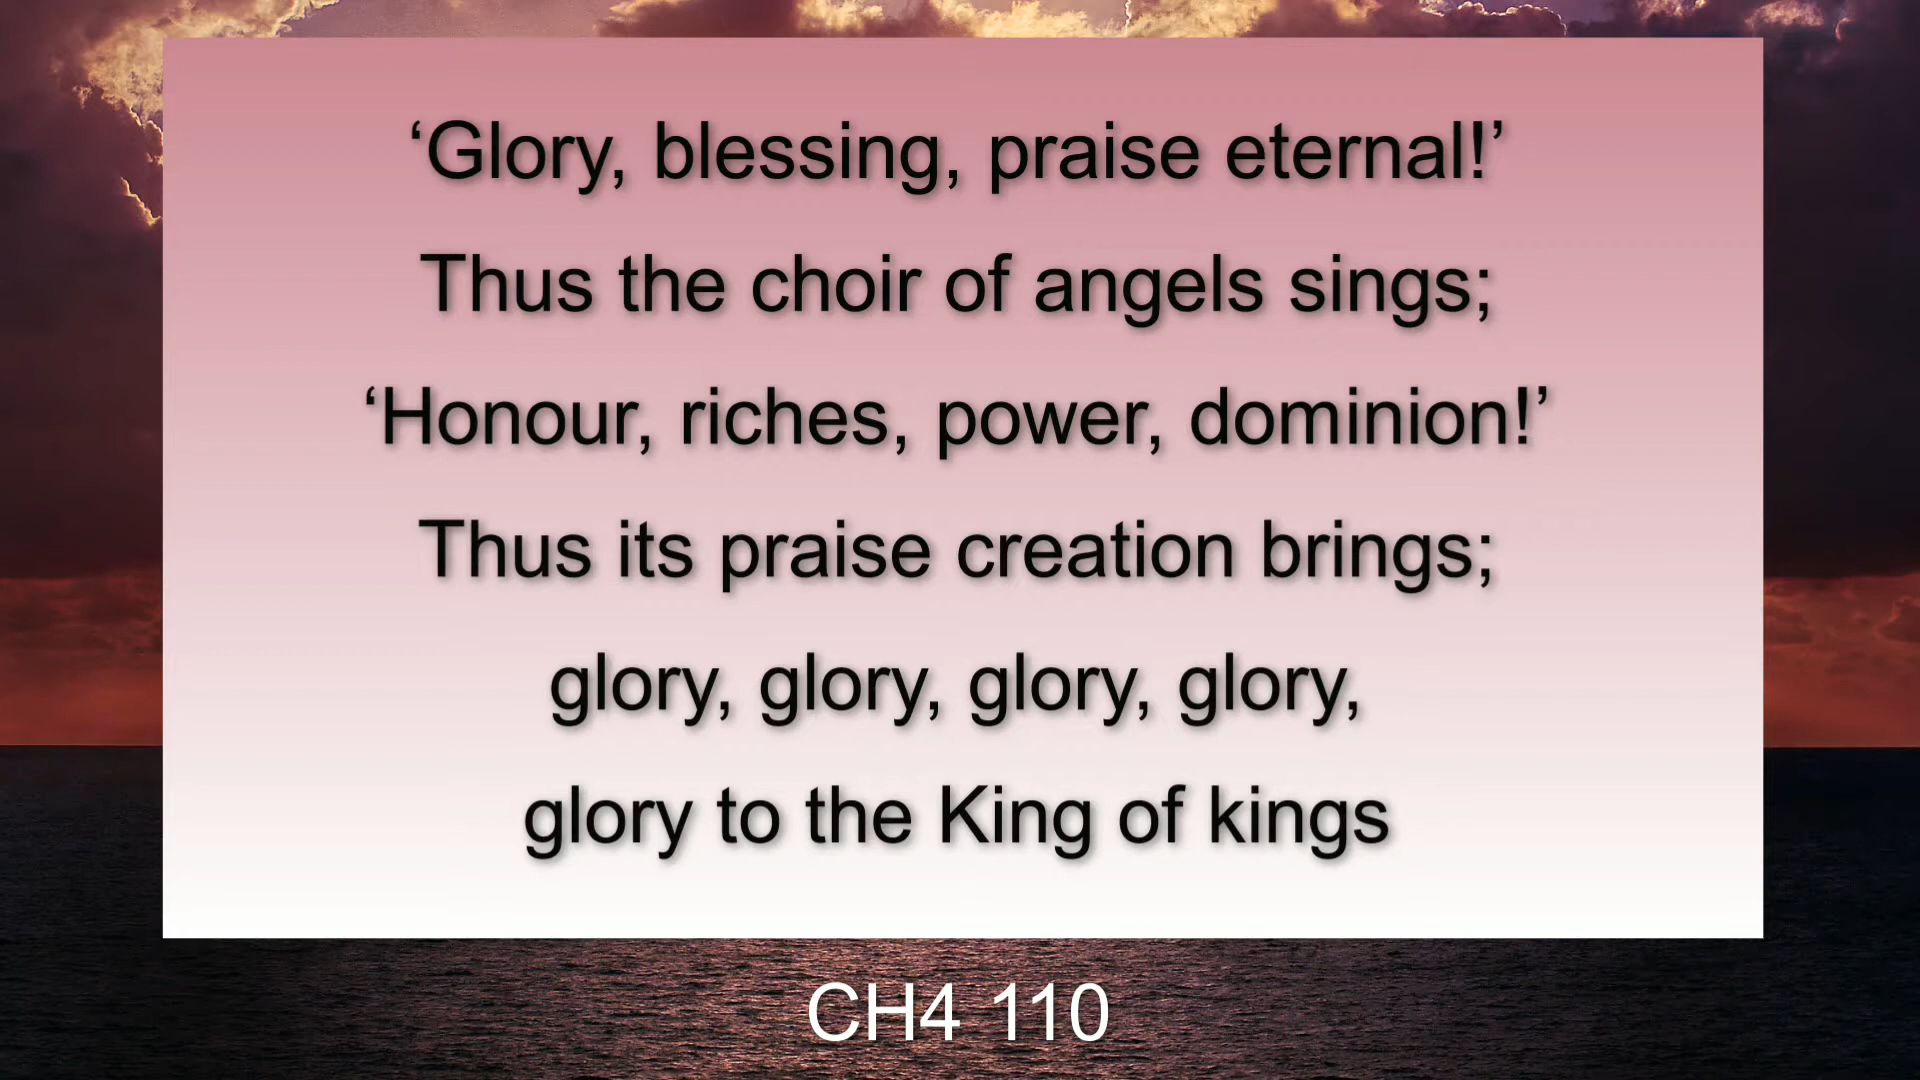 ‘Glory, blessing, praise eternal!’
Thus the choir of angels sings;
‘Honour, riches, power, dominion!’
Thus its praise creation brings;
glory, glory, glory, glory,
glory to the King of kings
CH4 110